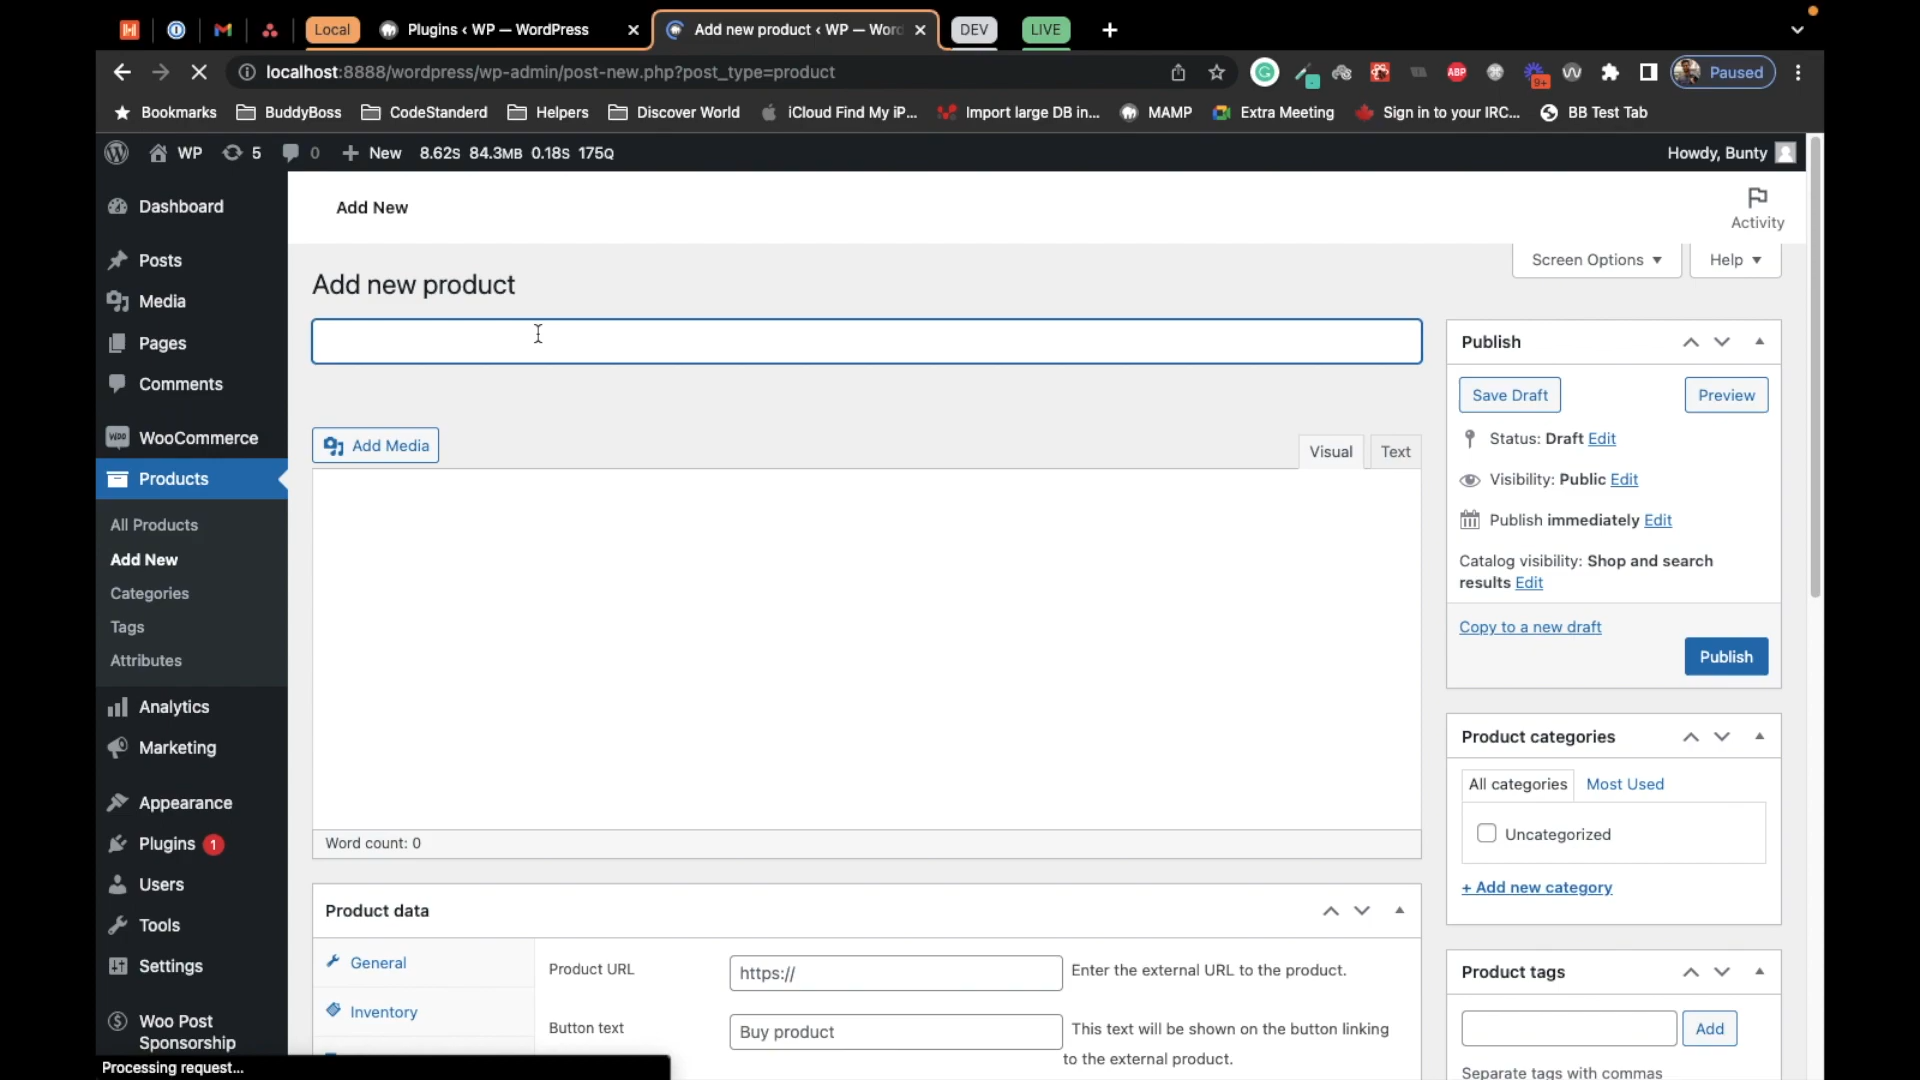 Local
Plugins ‹ WP — WordPress
Add new product ‹ WP — Word
DEV
LIVE
localhost:8888/wordpress/wp-admin/post-new.php?post_type=product
ABP
9+
Paused
Bookmarks
BuddyBoss
CodeStanderd
Helpers
Discover World
iCloud Find My iP...
Import large DB in...
MAMP
Extra Meeting
Sign in to your IRC...
BB Test Tab
WP
5
0
New
8.62S 84.3MB 0.18S 175Q
Howdy, Bunty
Dashboard
Posts
Media
Pages
Comments
WooCommerce
Products
All Products
Add New
Categories
Tags
Attributes
Analytics
Marketing
Appearance
Plugins 1
Users
Tools
Settings
Woo Post
Sponsorship
Processing request...
Add New
Activity
Screen Options
Help
Add new product
Add Media
Visual
Text
Word count: 0
Product data
General
Inventory
Product URL
https://
Enter the external URL to the product.
Button text
Buy product
This text will be shown on the button linking
to the external product.
Publish
Save Draft
Preview
Status: Draft Edit
Visibility: Public Edit
Publish immediately Edit
Catalog visibility: Shop and search
results Edit
Copy to a new draft
Publish
Product categories
All categories
Most Used
Uncategorized
+ Add new category
Product tags
Add
Separate tags with commas